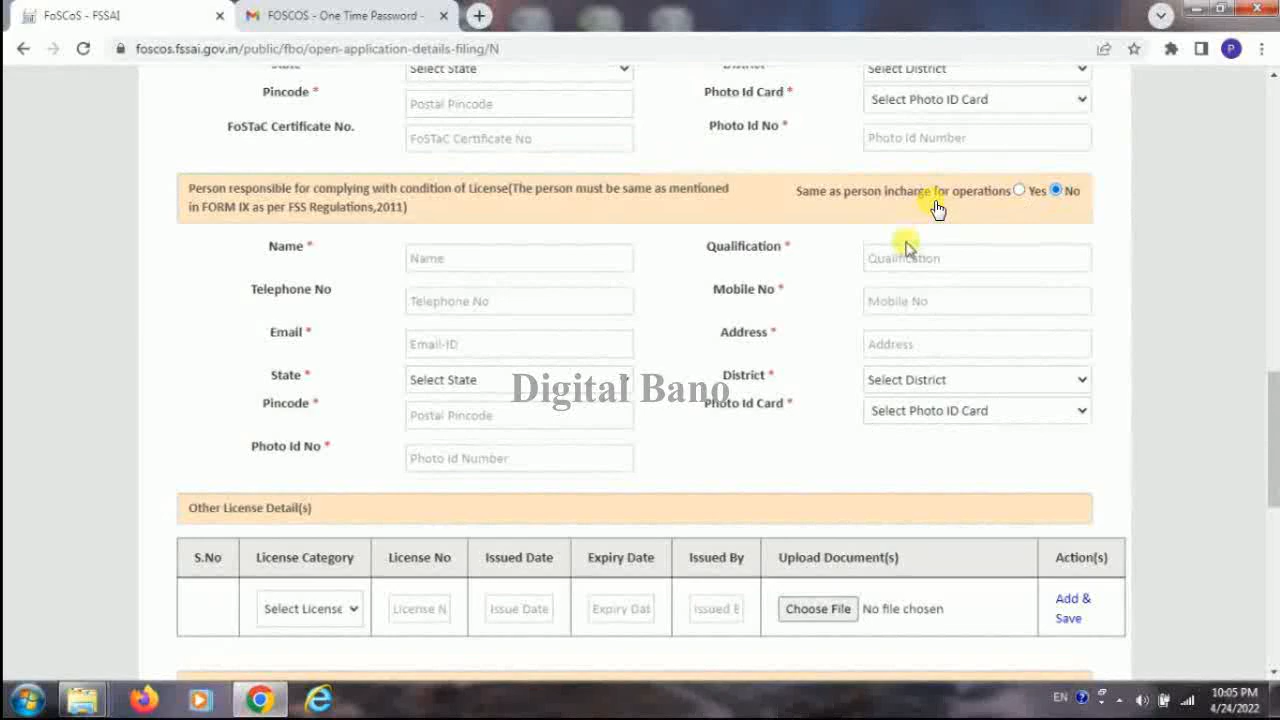 FoSCoS - FSSAI
FOSCOS - One Time Password -
foscos.fssai.gov.in/public/fbo/open-application-details-filing/N
P
State Select State District Select District
Pincode * Postal Pincode Photo Id Card * Select Photo ID Card
FoSTaC Certificate No. FoSTaC Certificate No Photo Id No * Photo Id Number
Person responsible for complying with condition of License(The person must be same as mentioned
in FORM IX as per FSS Regulations,2011)
Same as person incharge for operations Yes No
Name * Name Qualification * Qualification
Telephone No Telephone No Mobile No * Mobile No
Email * Email-ID Address * Address
State * Select State District * Select District
Digital Bano
Pincode * Postal Pincode Photo Id Card * Select Photo ID Card
Photo Id No * Photo Id Number
Other License Detail(s)
S.No License Category License No Issued Date Expiry Date Issued By Upload Document(s) Action(s)
Select License License N Issue Date Expiry Dat Issued B Choose File No file chosen Add &
Save
EN 10:05 PM
4/24/2022